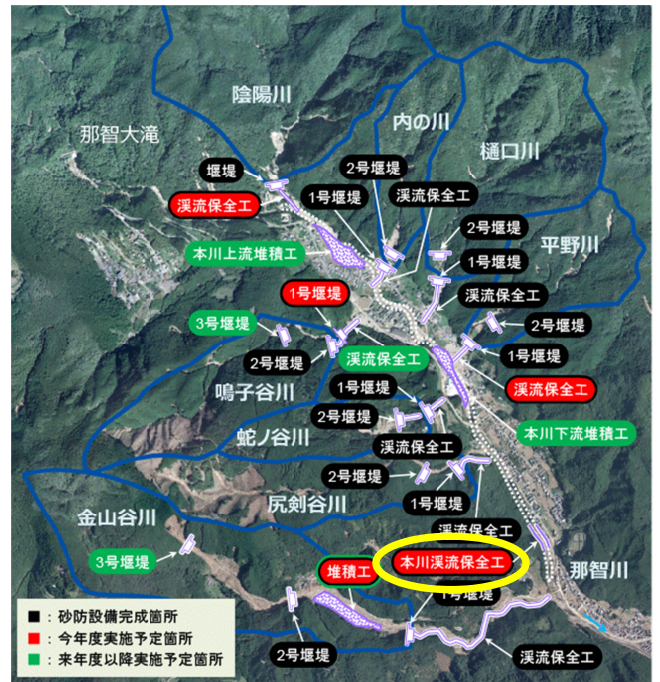 陰陽川
内の川
那智大滝
樋口川
2号堰堤
堰堤
渓流保全工
1号堰堤
渓流保全工
2号堰堤
平野川
本川上流堆積工
1号堰堤
1号堰堤
渓流保全工
3号堰堤
2号堰堤
2号堰堤
渓流保全工
1号堰堤
鳴子谷川
1号堰堤
渓流保全工
2号堰堤
蛇ノ谷川
渓流保全工
本川下流堆積工
2号堰堤
尻剣谷川
1号堰堤
金山谷川
渓流保全工
3号堰堤
堆積工
本川渓流保全工
那智川
1号堰堤
■：砂防設備完成箇所
■：今年度実施予定箇所
■：来年度以降実施予定箇所
2号堰堤
渓流保全工